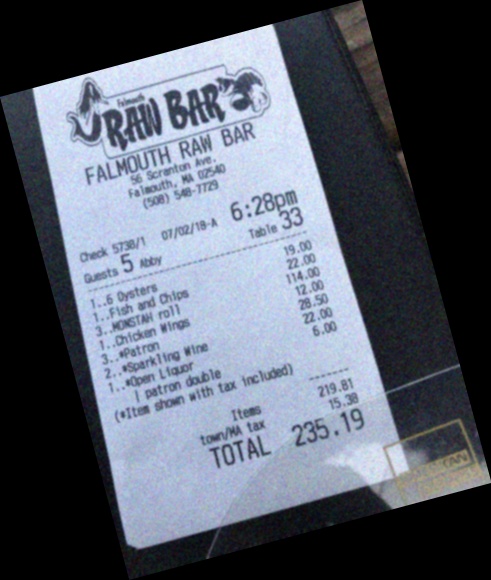 Falmouth
RAW BAR
FALMOUTH RAW BAR
56 Scranton Ave.
Falmouth, MA 02540
(508) 548-7729
6:28pm
Check 5738/1 07/02/18-A
Table 33
Guests 5 Abby
1..6 Oysters 19.00
1..Fish and Chips 22.00
3..MONSTAH roll 114.00
1..Chicken Wings 12.00
3..*Patron 28.50
2..*Sparkling Wine 22.00
1..*Open Liquor 6.00
1 patron double
(*Item shown with tax included)
Items 219.81
town/MA tax 15.38
TOTAL 235.19